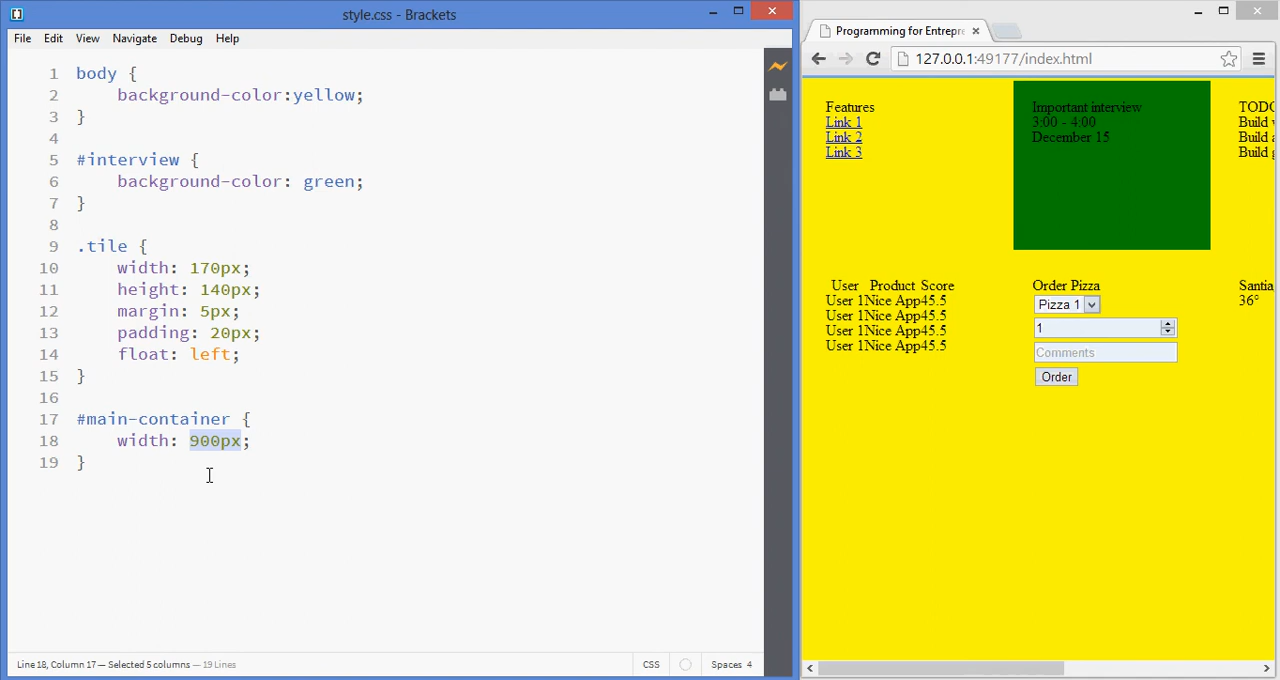 style.css - Brackets
File Edit View Navigate Debug Help
1 body {
2 background-color:yellow;
3 }
4
5 #interview {
6 background-color: green;
7 }
8
9 .tile {
10 width: 170px;
11 height: 140px;
12 margin: 5px;
13 padding: 20px;
14 float: left;
15 }
16
17 #main-container {
18 width: 900px;
19 }
Line 18, Column 17 — Selected 5 columns — 19 Lines
CSS
Spaces 4
Programming for Entrepre
127.0.0.1:49177/index.html
Features
Link 1
Link 2
Link 3
Important interview
3:00 - 4:00
December 15
TODO
Build
Build
Build
User Product Score
User 1Nice App45.5
User 1Nice App45.5
User 1Nice App45.5
User 1Nice App45.5
Order Pizza
Pizza 1
1
Comments
Order
Santia
36°